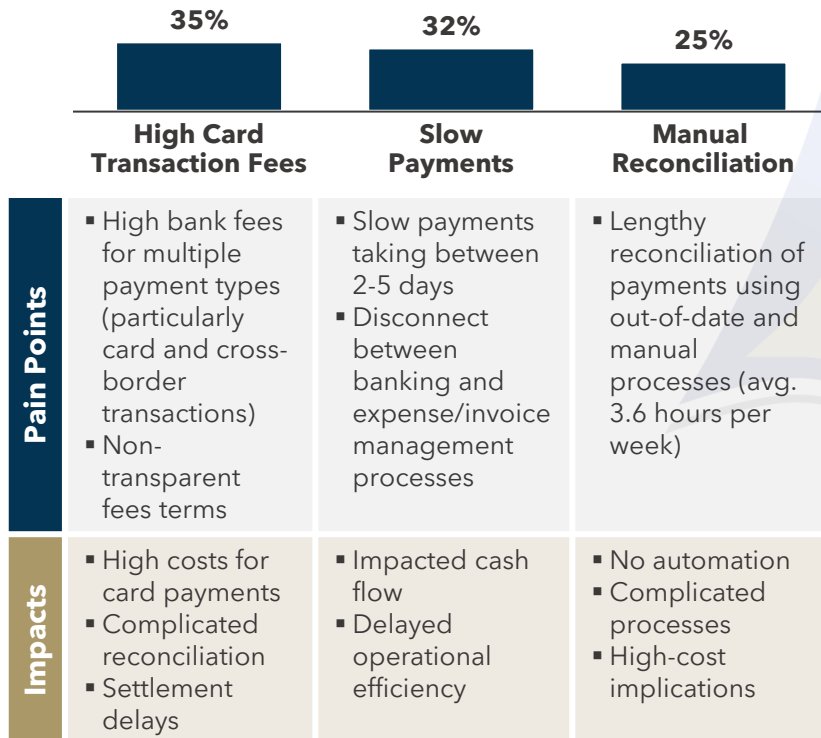 35%
32%
25%
High Card
Transaction Fees
Slow
Payments
Manual
Reconciliation
Pain Points
▪ High bank fees
for multiple
payment types
(particularly
card and cross-
border
transactions)
▪ Non-
transparent
fees terms
▪ Slow payments
taking between
2-5 days
▪ Disconnect
between
banking and
expense/invoice
management
processes
▪ Lengthy
reconciliation of
payments using
out-of-date and
manual
processes (avg.
3.6 hours per
week)
Impacts
▪ High costs for
card payments
▪ Complicated
reconciliation
▪ Settlement
delays
▪ Impacted cash
flow
▪ Delayed
operational
efficiency
▪ No automation
▪ Complicated
processes
▪ High-cost
implications